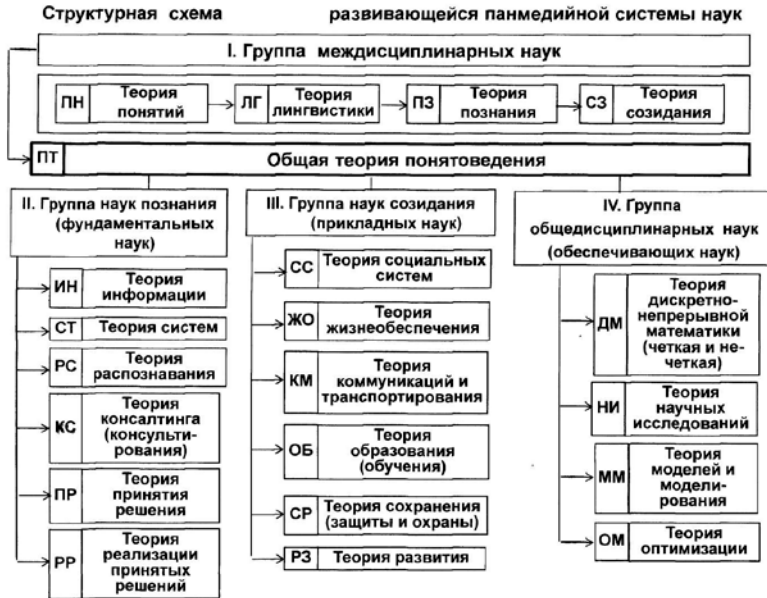 Структурная схема развивающейся панмедийной системы наук
I. Группа междисциплинарных наук
ПН
Теория
понятий
ЛГ
Теория
лингвистики
ПЗ
Теория
познания
СЗ
Теория
созидания
ПТ
Общая теория понятоведения
II. Группа наук познания
(фундаментальных
наук)
ИН
Теория
информации
СТ
Теория систем
РС
Теория
распознавания
КС
Теория
консалтинга
(консульти-
рования)
ПР
Теория
принятия
решения
РР
Теория
реализации
принятых
решений
III. Группа наук созидания
(прикладных наук)
СС
Теория социальных
систем
ЖО
Теория
жизнеобеспечения
КМ
Теория
коммуникаций и
транспортирования
ОБ
Теория
образования
(обучения)
СР
Теория сохранения
(защиты и охраны)
РЗ
Теория развития
IV. Группа
общедисциплинарных наук
(обеспечивающих наук)
ДМ
Теория
дискретно-
непрерывной
математики
(четкая и не-
четкая)
НИ
Теория
научных
исследований
ММ
Теория
моделей и
модели-
рования
ОМ
Теория
оптимизации